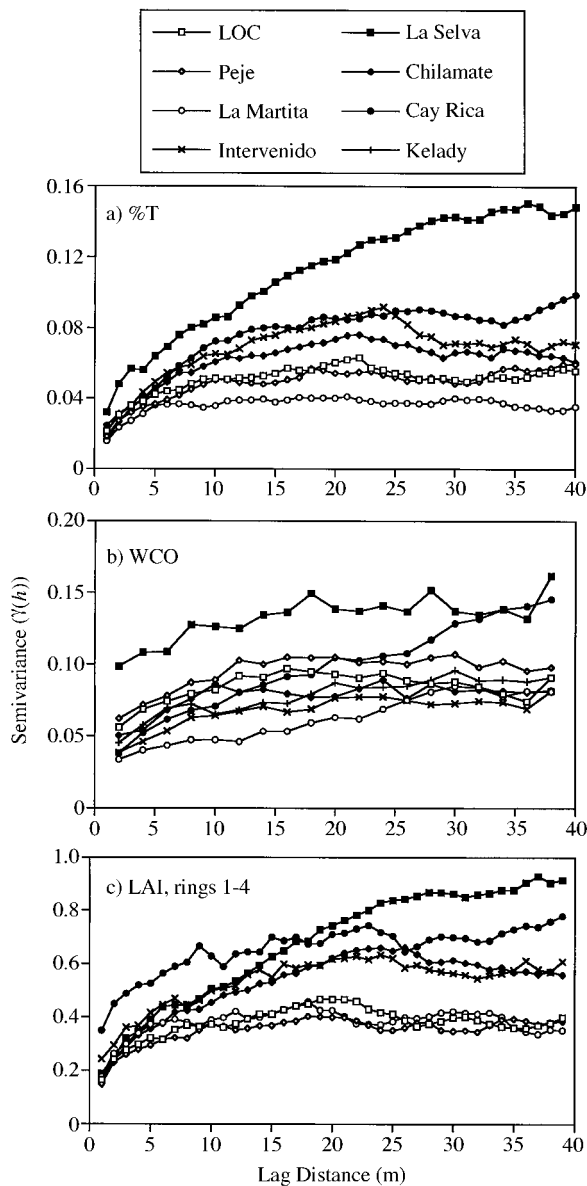 LOC La Selva
Peje Chilamate
La Martita Cay Rica
Intervenido Kelady
0.16
a) %T
0.12
0.08
0.04
0
0 5 10 15 20 25 30 35 40
0.20
b) WCO
0.15
0.10
0.05
0.00
0 5 10 15 20 25 30 35 40
Semivariance (γ(h))
1.0
c) LAI, rings 1-4
0.8
0.6
0.4
0.2
0
0 5 10 15 20 25 30 35 40
Lag Distance (m)